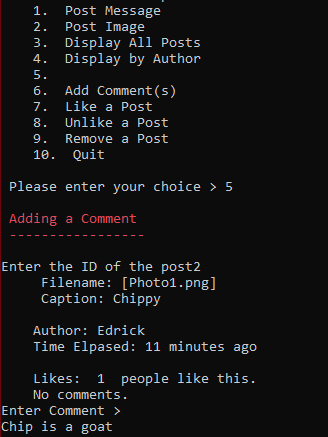 1. Post Message
2. Post Image
3. Display All Posts
4. Display by Author
5.
6. Add Comment(s)
7. Like a Post
8. Unlike a Post
9. Remove a Post
10. Quit
Please enter your choice > 5
Adding a Comment
-----------------
Enter the ID of the post2
Filename: [Photo1.png]
Caption: Chippy
Author: Edrick
Time Elpased: 11 minutes ago
Likes: 1 people like this.
No comments.
Enter Comment >
Chip is a goat